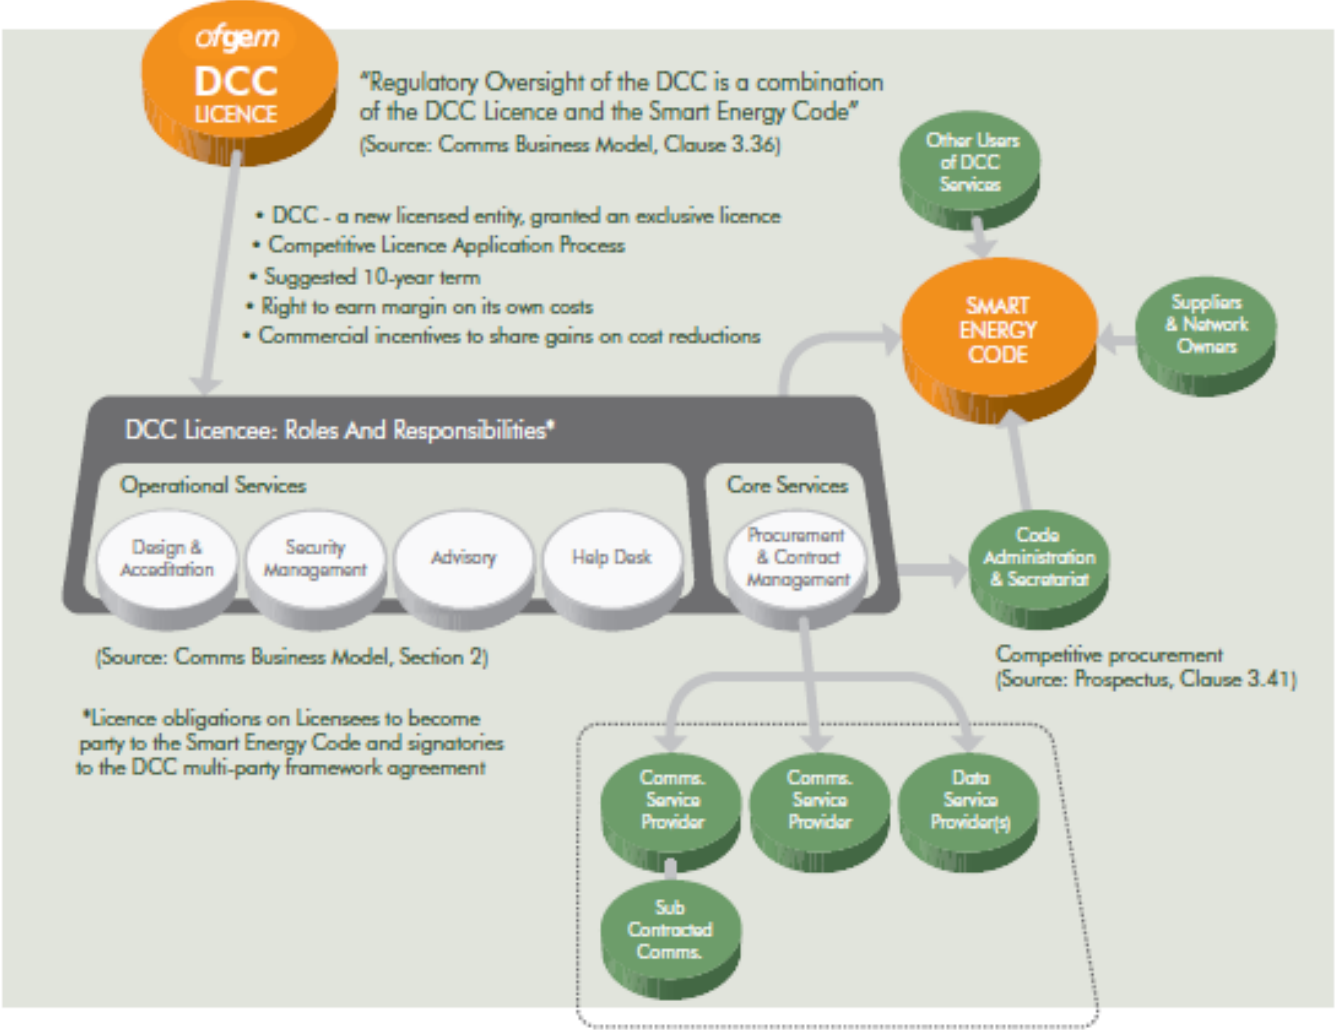 ofgem
DCC
LICENCE
“Regulatory Oversight of the DCC is a combination
of the DCC Licence and the Smart Energy Code”
(Source: Comms Business Model, Clause 3.36)
• DCC - a new licensed entity, granted an exclusive licence
• Competitive Licence Application Process
• Suggested 10-year term
• Right to earn margin on its own costs
• Commercial incentives to share gains on cost reductions
Other Users
of DCC
Services
SMART
ENERGY
CODE
Suppliers
& Network
Owners
DCC Licencee: Roles And Responsibilities*
Operational Services
Design &
Acceditation
Security
Management
Advisory
Help Desk
Core Services
Procurement
& Contract
Management
Code
Administration
& Secretariat
(Source: Comms Business Model, Section 2)
Competitive procurement
(Source: Prospectus, Clause 3.41)
*Licence obligations on Licensees to become
party to the Smart Energy Code and signatories
to the DCC multi-party framework agreement
Comms.
Service
Provider
Comms.
Service
Provider
Data
Service
Provider(s)
Sub
Contracted
Comms.